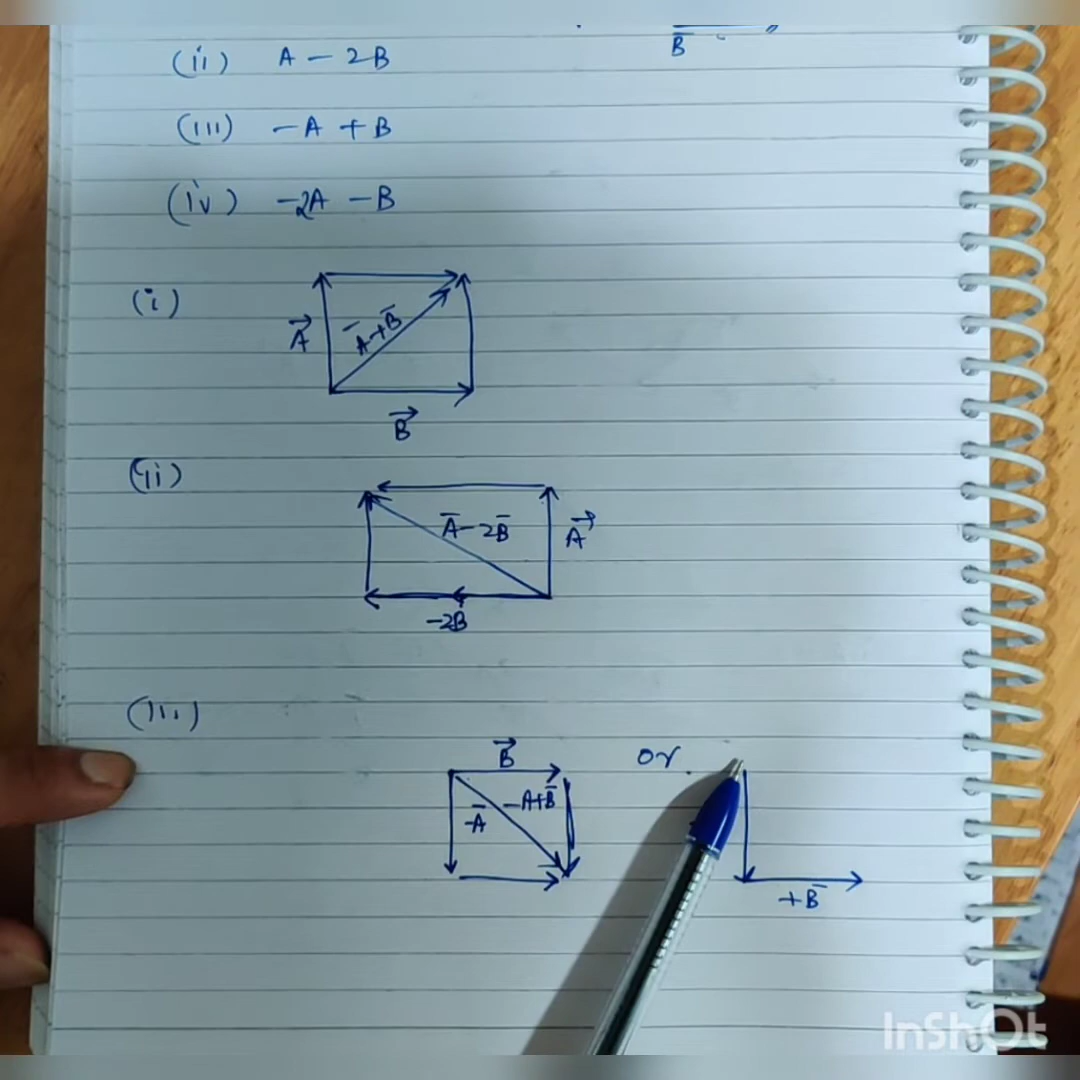 B̅
(ii) A - 2B
(iii) -A + B
(iv) -2A - B
(i)
A⃗
A̅+B̅
B⃗
(ii)
A̅-2B̅
A⃗
-2B
(iii)
B⃗
or
-A̅
-A+B̅
+B̅
InShOt